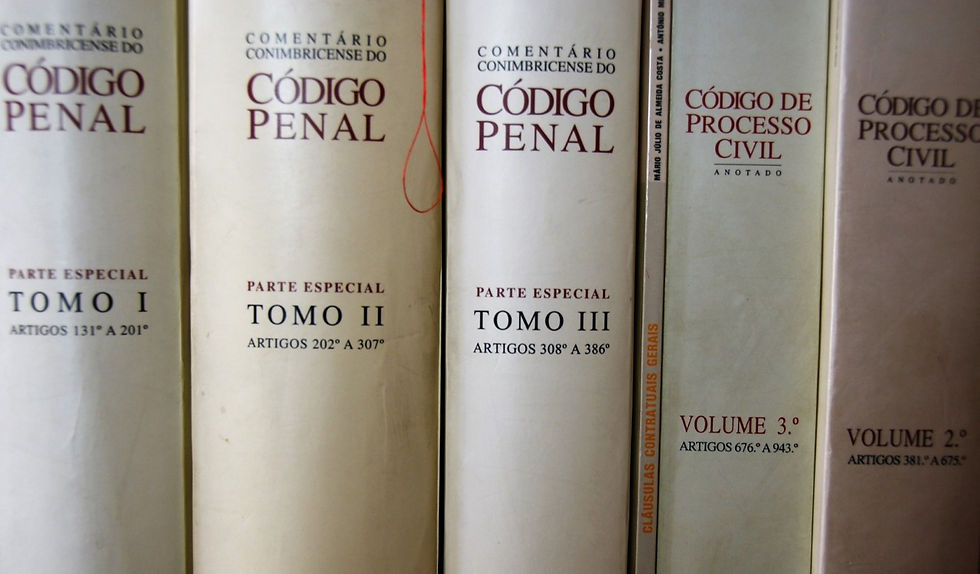 COMENTÁRIO
CONIMBRICENSE DO
CÓDIGO
PENAL
PARTE ESPECIAL
TOMO I
ARTIGOS 131º A 201º
COMENTÁRIO
CONIMBRICENSE DO
CÓDIGO
PENAL
PARTE ESPECIAL
TOMO II
ARTIGOS 202º A 307º
COMENTÁRIO
CONIMBRICENSE DO
CÓDIGO
PENAL
PARTE ESPECIAL
TOMO III
ARTIGOS 308º A 386º
MÁRIO JÚLIO DE ALMEIDA COSTA • ANTÓNIO
CLÁUSULAS CONTRATUAIS GERAIS
CÓDIGO DE
PROCESSO
CIVIL
ANOTADO
VOLUME 3.º
ARTIGOS 676.º A 943.º
CÓDIGO DE
PROCESSO
CIVIL
ANOTADO
VOLUME 2.º
ARTIGOS 381.º A 675.º